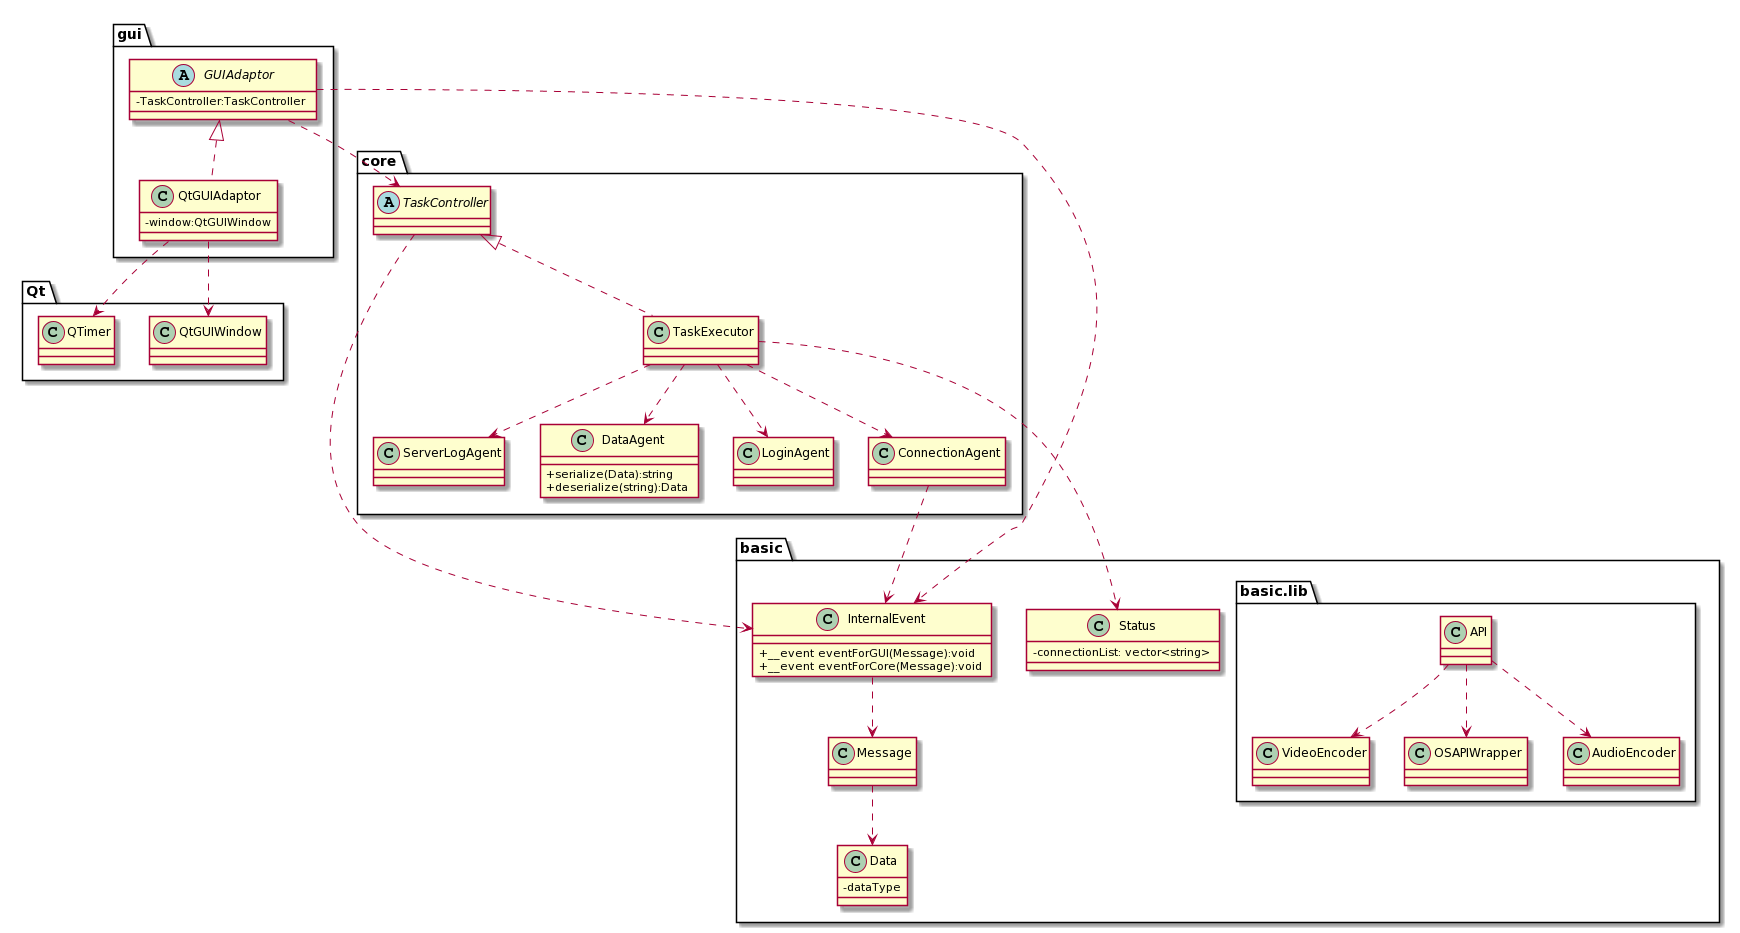 gui
A GUIAdaptor
-TaskController:TaskController
C QtGUIAdaptor
-window:QtGUIWindow
Qt
C QTimer
C QtGUIWindow
core
A TaskController
C TaskExecutor
C ServerLogAgent
C DataAgent
+serialize(Data):string
+deserialize(string):Data
C LoginAgent
C ConnectionAgent
basic
C InternalEvent
+__event eventForGUI(Message):void
+__event eventForCore(Message):void
C Status
-connectionList: vector<string>
C Message
C Data
-dataType
basic.lib
C API
C VideoEncoder
C OSAPIWrapper
C AudioEncoder